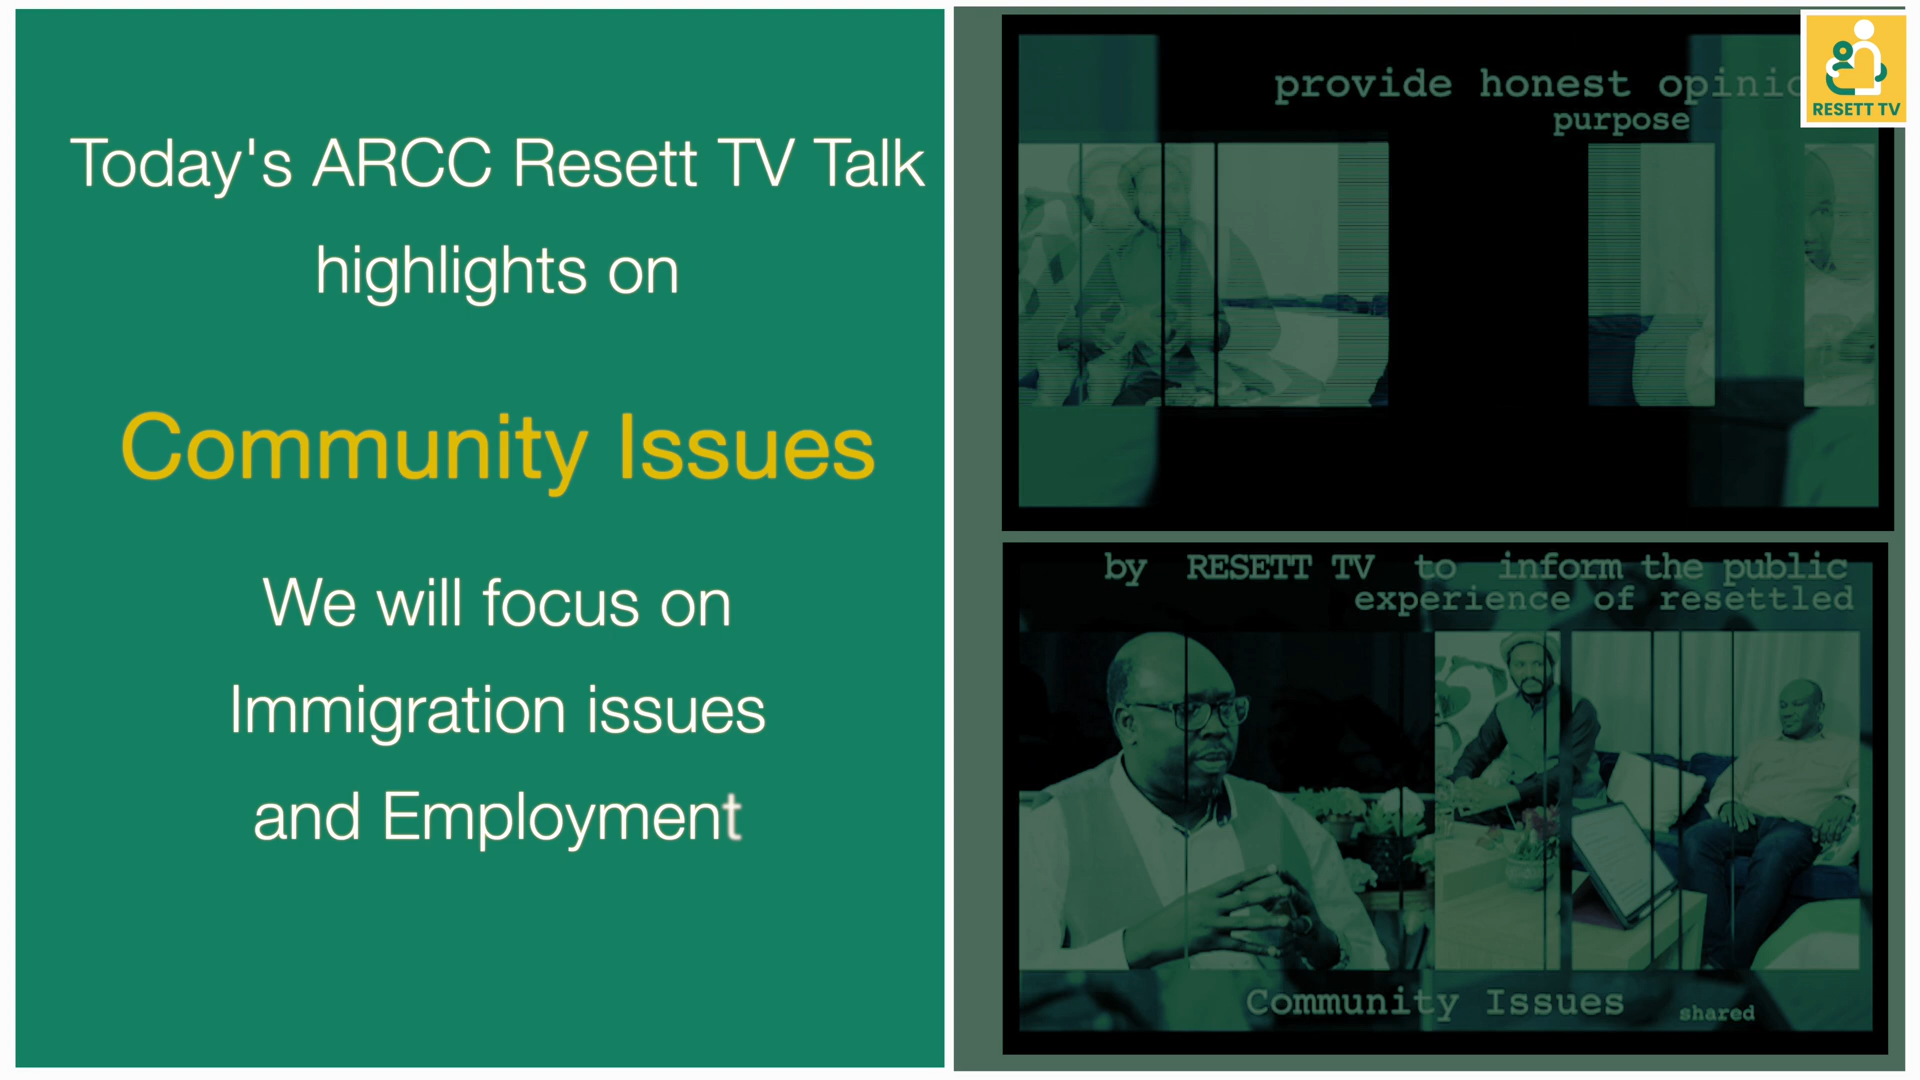 Today's ARCC Resett TV Talk
highlights on
Community Issues
We will focus on
Immigration issues
and Employment
provide honest
purpose
RESETT TV
by RESETT TV to inform the public
experience of resettled
Community Issues
shared